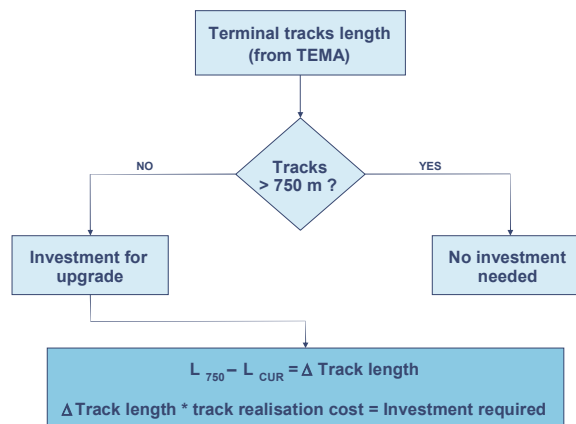 Terminal tracks length
(from TEMA)
Tracks
> 750 m ?
NO
YES
Investment for
upgrade
No investment
needed
L 750 – L CUR = Δ Track length
Δ Track length * track realisation cost = Investment required